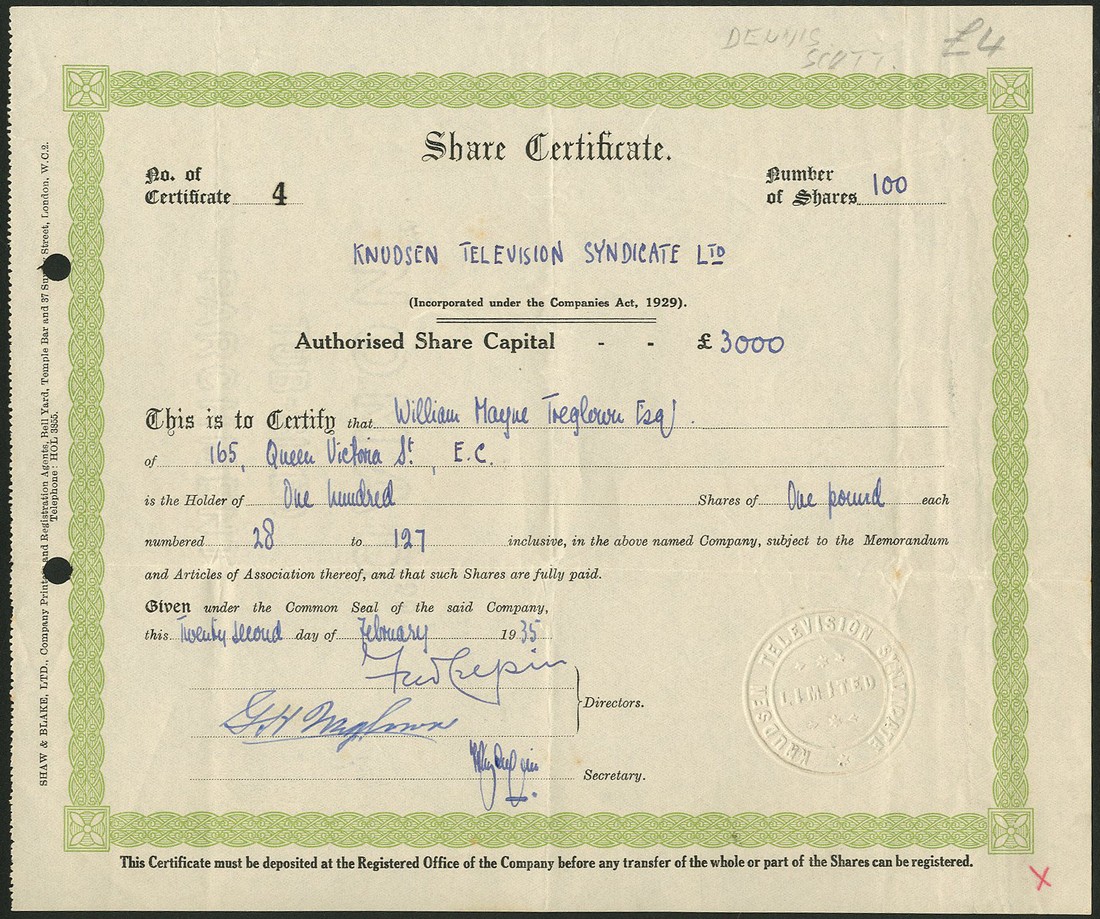 DENNIS £4
SCOTT.
Share Certificate.
No. of Certificate 4
Number of Shares 100
KNUDSEN TELEVISION SYNDICATE LTD
(Incorporated under the Companies Act, 1929).
Authorised Share Capital - - £ 3000
This is to Certify that William Mayne Treglown Esq.
of 165, Queen Victoria St, E.C.
is the Holder of One hundred Shares of One pound each
numbered 28 to 127 inclusive, in the above named Company, subject to the Memorandum
and Articles of Association thereof, and that such Shares are fully paid.
Given under the Common Seal of the said Company,
this Twenty second day of February 1935
Directors.
Secretary.
KNUDSEN TELEVISION SYNDICATE
LIMITED
This Certificate must be deposited at the Registered Office of the Company before any transfer of the whole or part of the Shares can be registered.
SHAW & BLAKE, LTD., Company Printers and Registration Agents, Bell Yard, Temple Bar and 37 Street, London, W.C.2.
Telephone: HOL 3855.
X